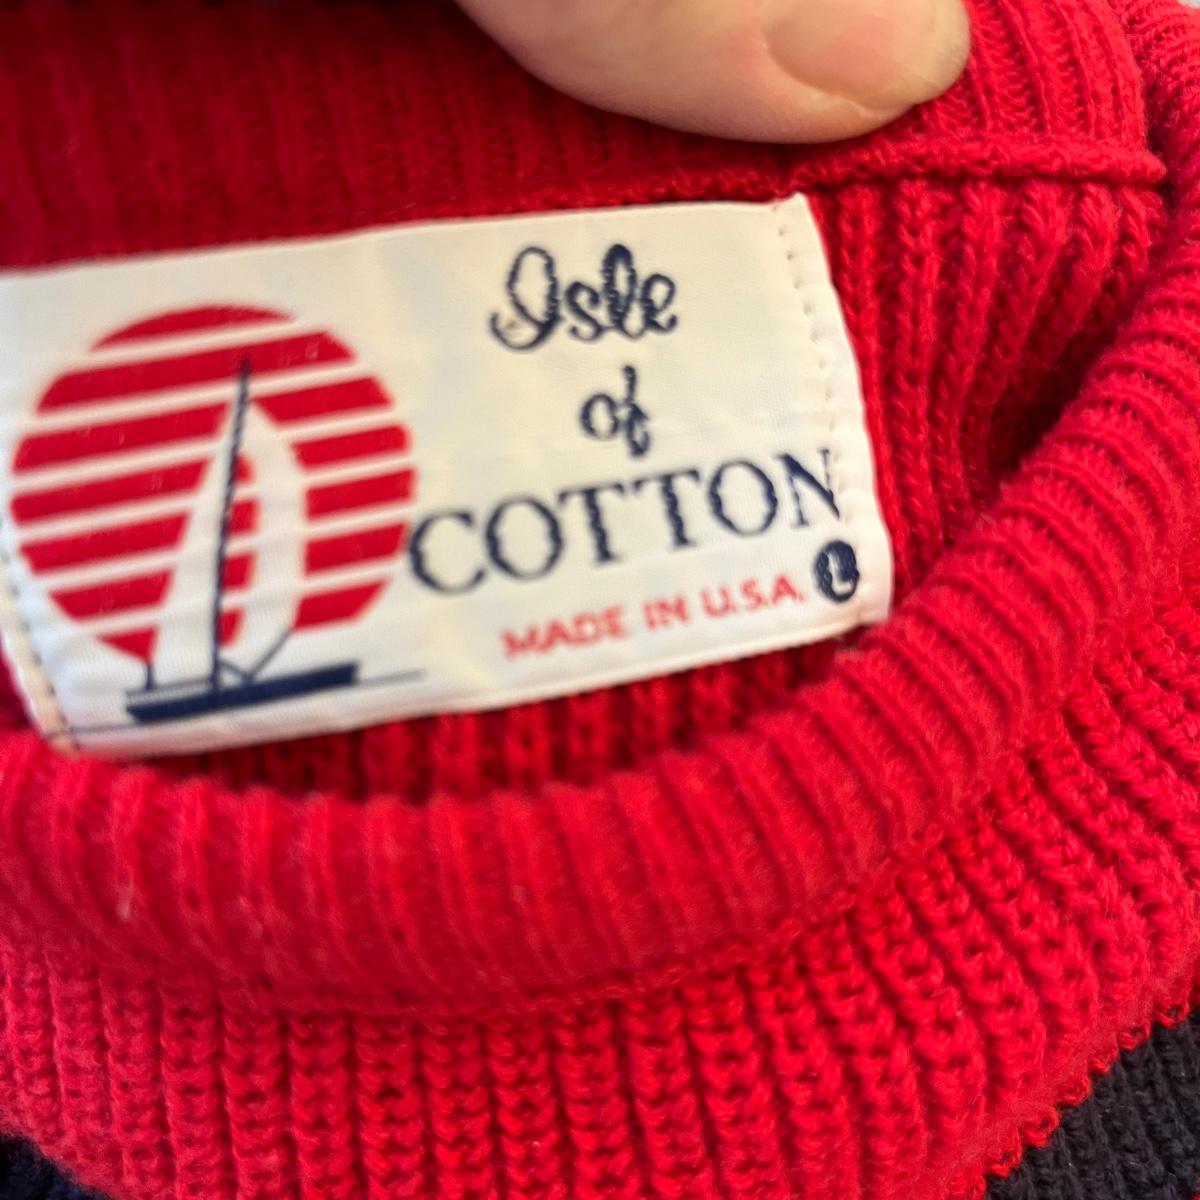 Isle
of
COTTON
MADE IN U.S.A. L